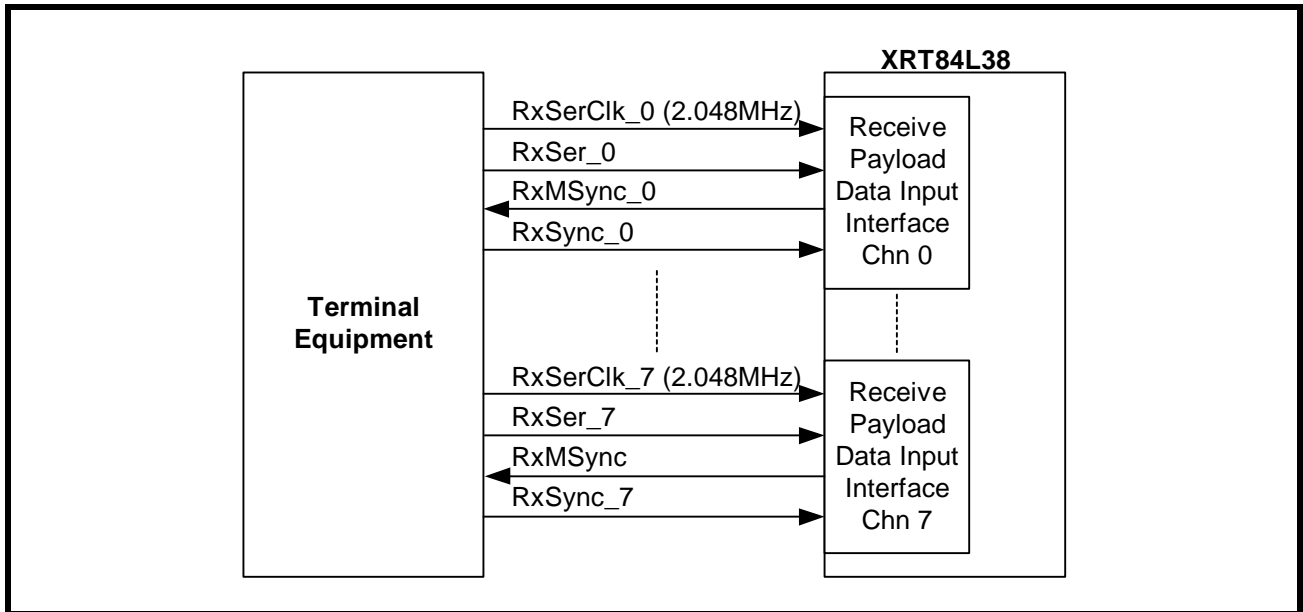 XRT84L38
Terminal
Equipment
RxSerClk_0 (2.048MHz)
RxSer_0
RxMSync_0
RxSync_0
Receive
Payload
Data Input
Interface
Chn 0
RxSerClk_7 (2.048MHz)
RxSer_7
RxMSync
RxSync_7
Receive
Payload
Data Input
Interface
Chn 7